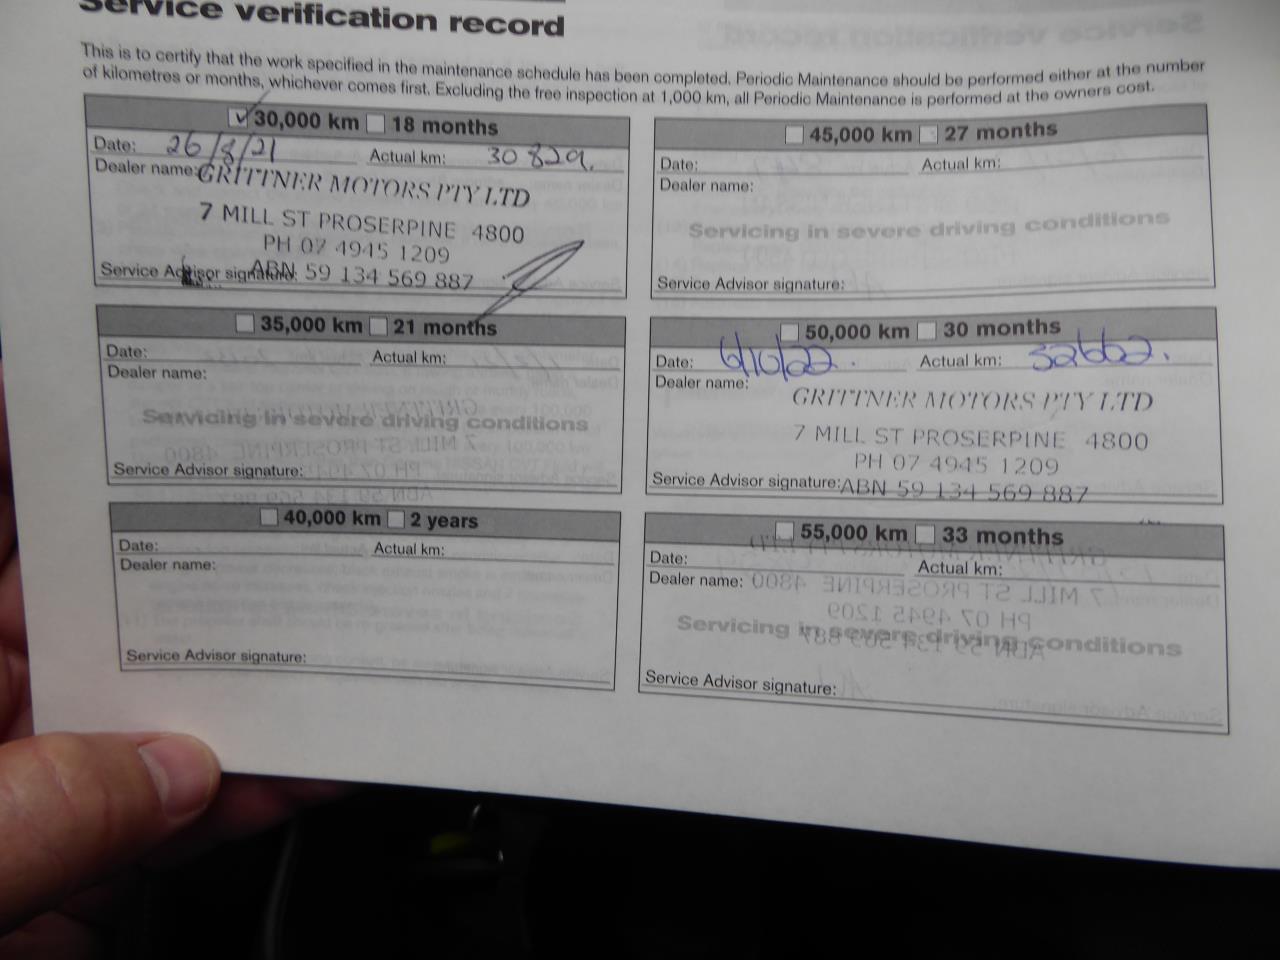 Service verification record
This is to certify that the work specified in the maintenance schedule has been completed. Periodic Maintenance should be performed either at the number
of kilometres or months, whichever comes first. Excluding the free inspection at 1,000 km, all Periodic Maintenance is performed at the owners cost.
30,000 km 18 months
Date: 26/8/21 Actual km: 30 829.
Dealer name: GRITTNER MOTORS PTY LTD
7 MILL ST PROSERPINE 4800
PH 07 4945 1209
Service Advisor signature: ABN 59 134 569 887
35,000 km 21 months
Date: Actual km:
Dealer name:
Servicing in severe driving conditions
Service Advisor signature:
40,000 km 2 years
Date: Actual km:
Dealer name:
Service Advisor signature:
45,000 km 27 months
Date: Actual km:
Dealer name:
Servicing in severe driving conditions
Service Advisor signature:
50,000 km 30 months
Date: 6/10/22. Actual km: 52662.
Dealer name: GRITTNER MOTORS PTY LTD
7 MILL ST PROSERPINE 4800
PH 07 4945 1209
Service Advisor signature: ABN 59 134 569 887
55,000 km 33 months
Date: Actual km:
Dealer name:
Servicing in severe driving conditions
Service Advisor signature: